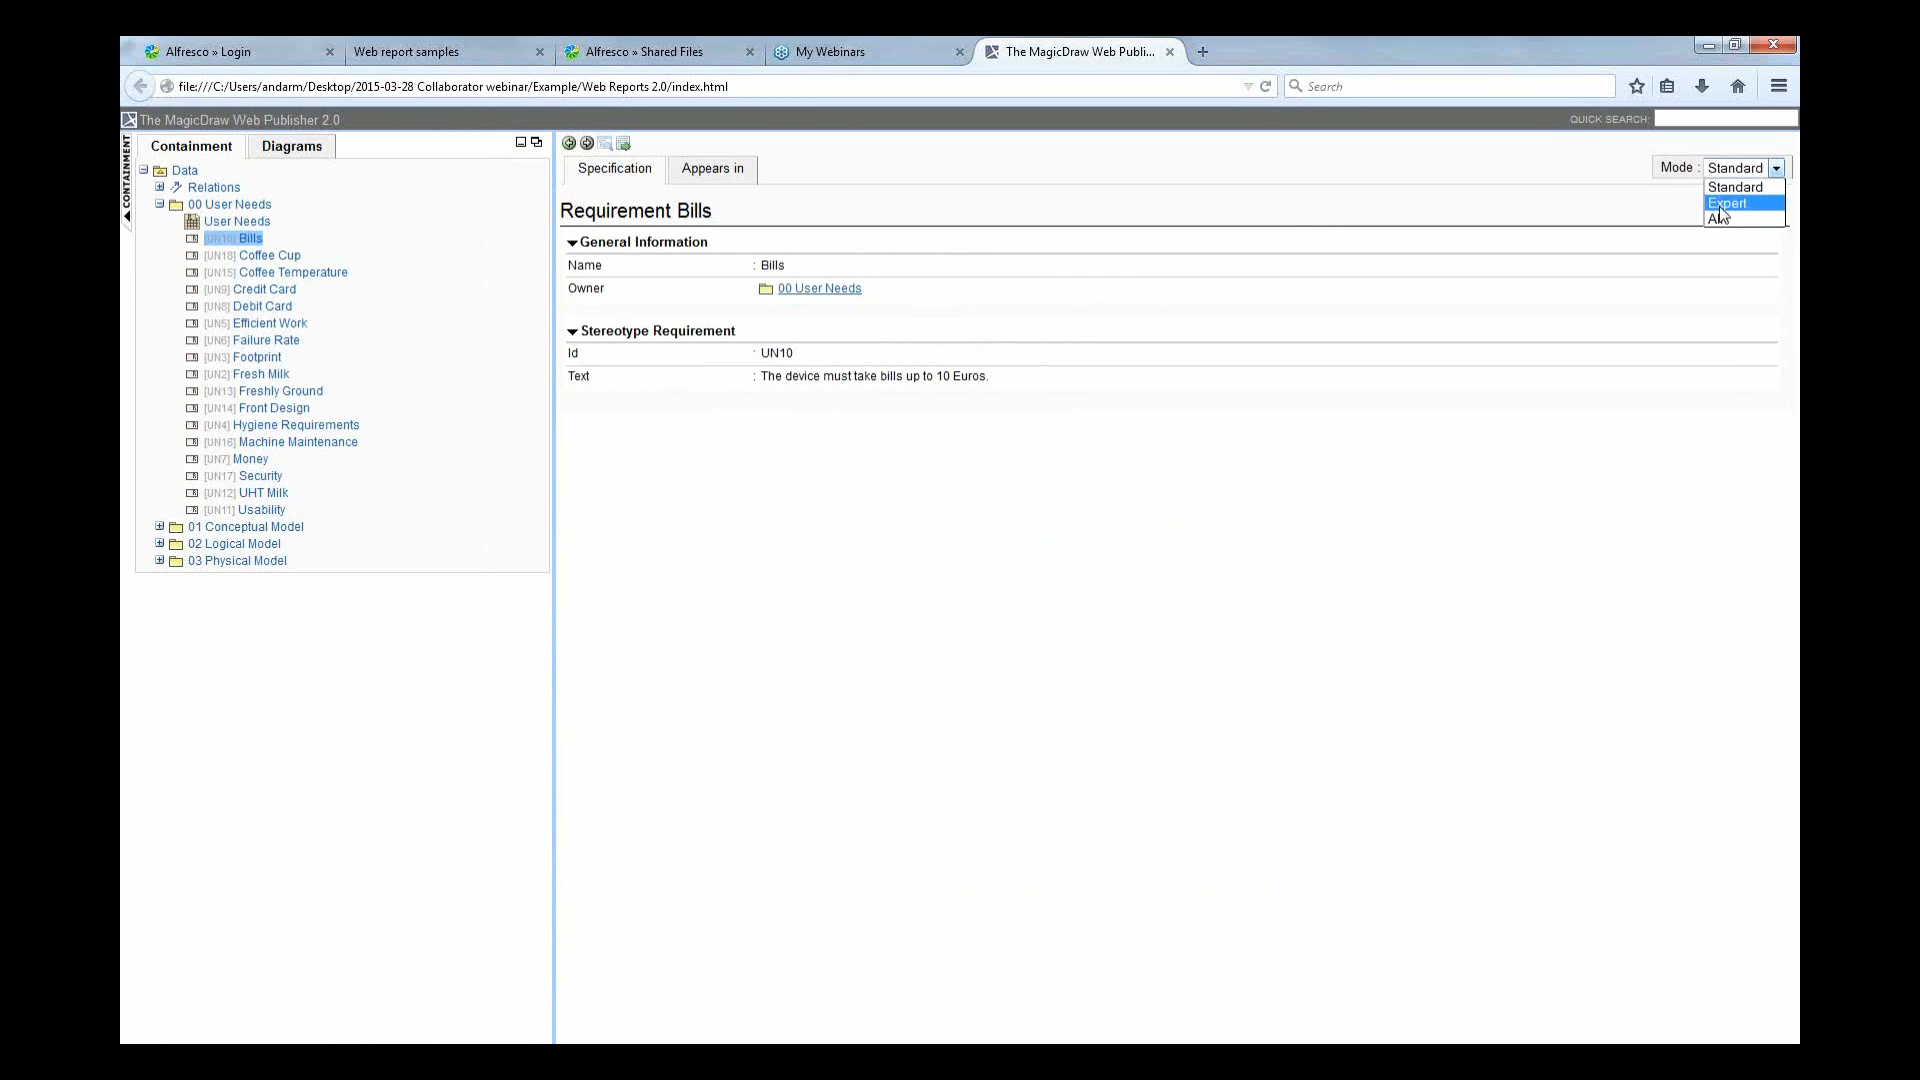 Alfresco » Login
Web report samples
Alfresco » Shared Files
My Webinars
The MagicDraw Web Publi...
file:///C:/Users/andarm/Desktop/2015-03-28 Collaborator webinar/Example/Web Reports 2.0/index.html
Search
The MagicDraw Web Publisher 2.0
QUICK SEARCH:
CONTAINMENT
Containment
Diagrams
Data
Relations
00 User Needs
User Needs
[UN10] Bills
[UN18] Coffee Cup
[UN15] Coffee Temperature
[UN9] Credit Card
[UN8] Debit Card
[UN5] Efficient Work
[UN6] Failure Rate
[UN3] Footprint
[UN2] Fresh Milk
[UN13] Freshly Ground
[UN14] Front Design
[UN4] Hygiene Requirements
[UN16] Machine Maintenance
[UN7] Money
[UN17] Security
[UN12] UHT Milk
[UN11] Usability
01 Conceptual Model
02 Logical Model
03 Physical Model
Specification
Appears in
Mode : Standard
Standard
Expert
Requirement Bills
General Information
Name : Bills
Owner 00 User Needs
Stereotype Requirement
Id : UN10
Text : The device must take bills up to 10 Euros.